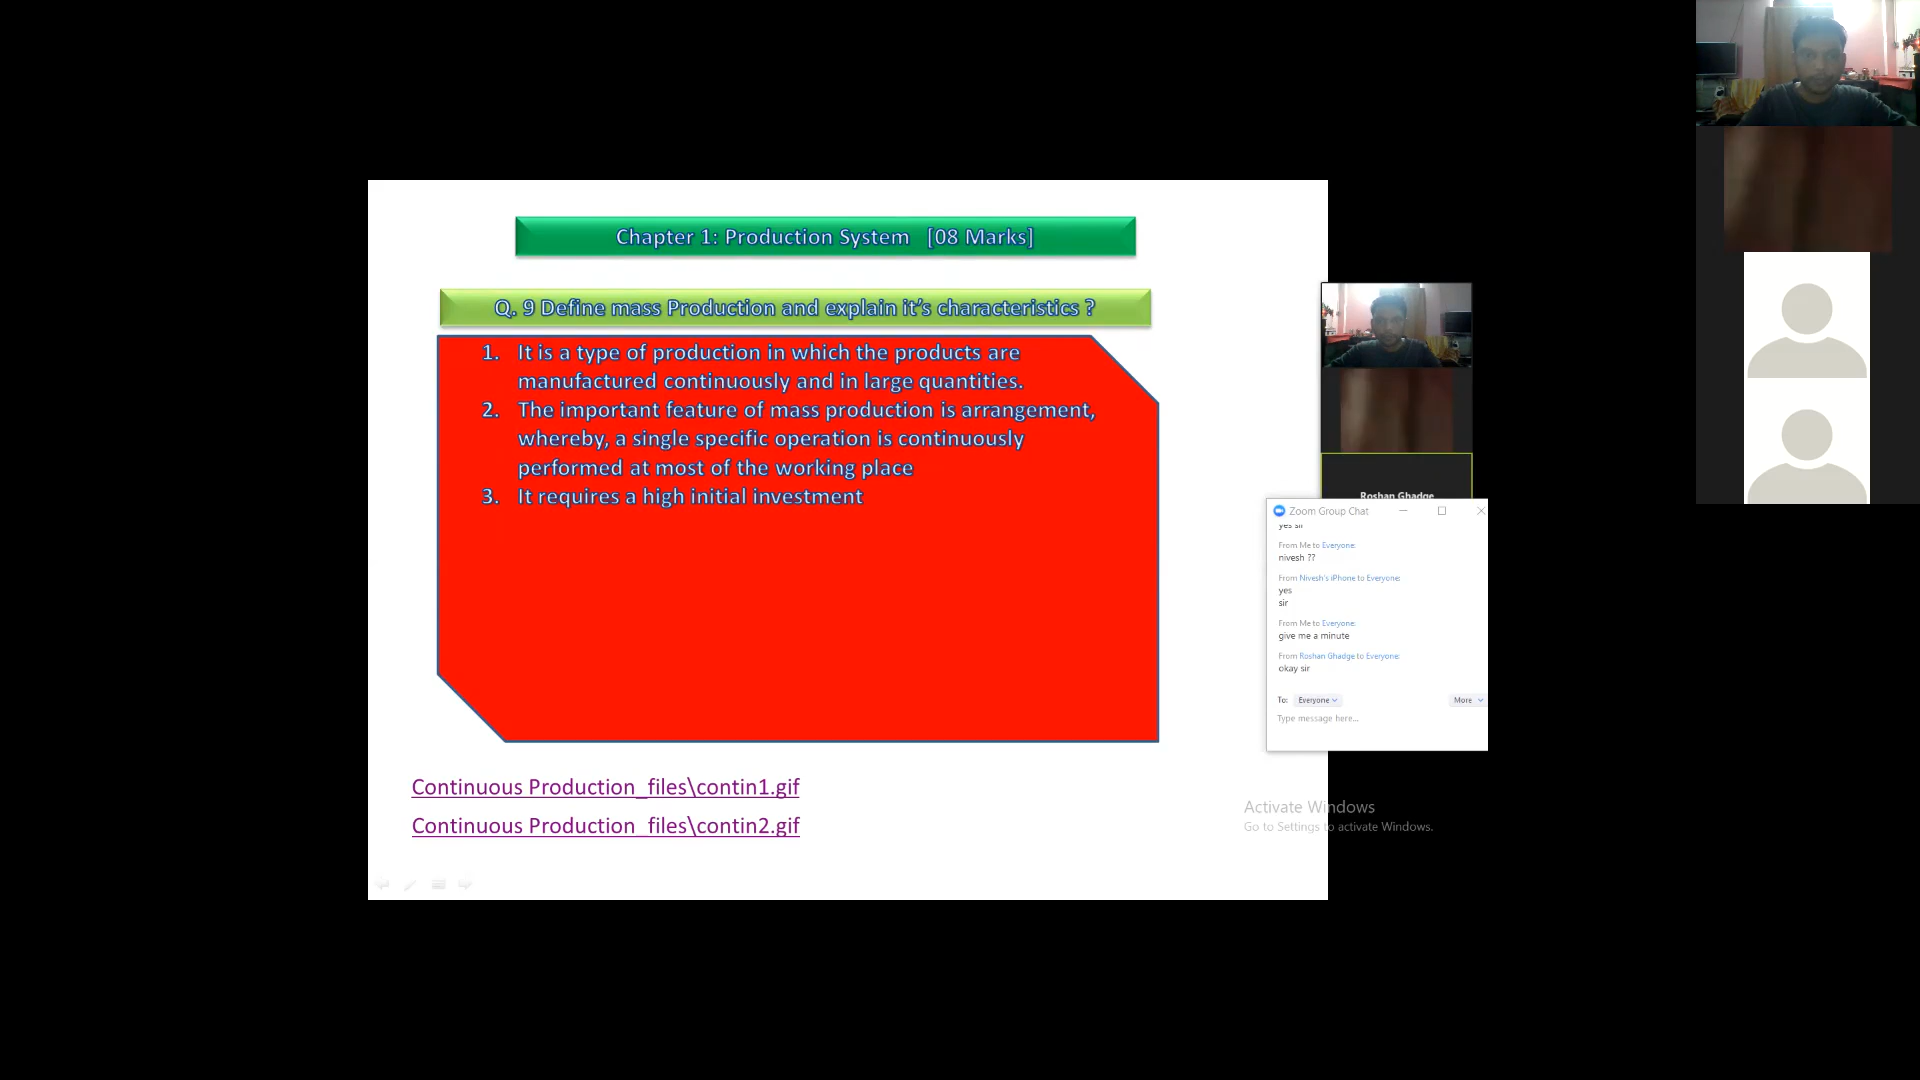 Chapter 1: Production System [08 Marks]
Q. 9 Define mass Production and explain it's characteristics ?
1. It is a type of production in which the products are
manufactured continuously and in large quantities.
2. The important feature of mass production is arrangement,
whereby, a single specific operation is continuously
performed at most of the working place
3. It requires a high initial investment
Continuous Production_files\contin1.gif
Continuous Production_files\contin2.gif
Roshan Ghadge
Zoom Group Chat
yes sir
From Me to Everyone:
nivesh ??
From Nivesh's iPhone to Everyone:
yes
sir
From Me to Everyone:
give me a minute
From Roshan Ghadge to Everyone:
okay sir
To: Everyone More
Type message here...
Activate Windows
Go to Settings to activate Windows.